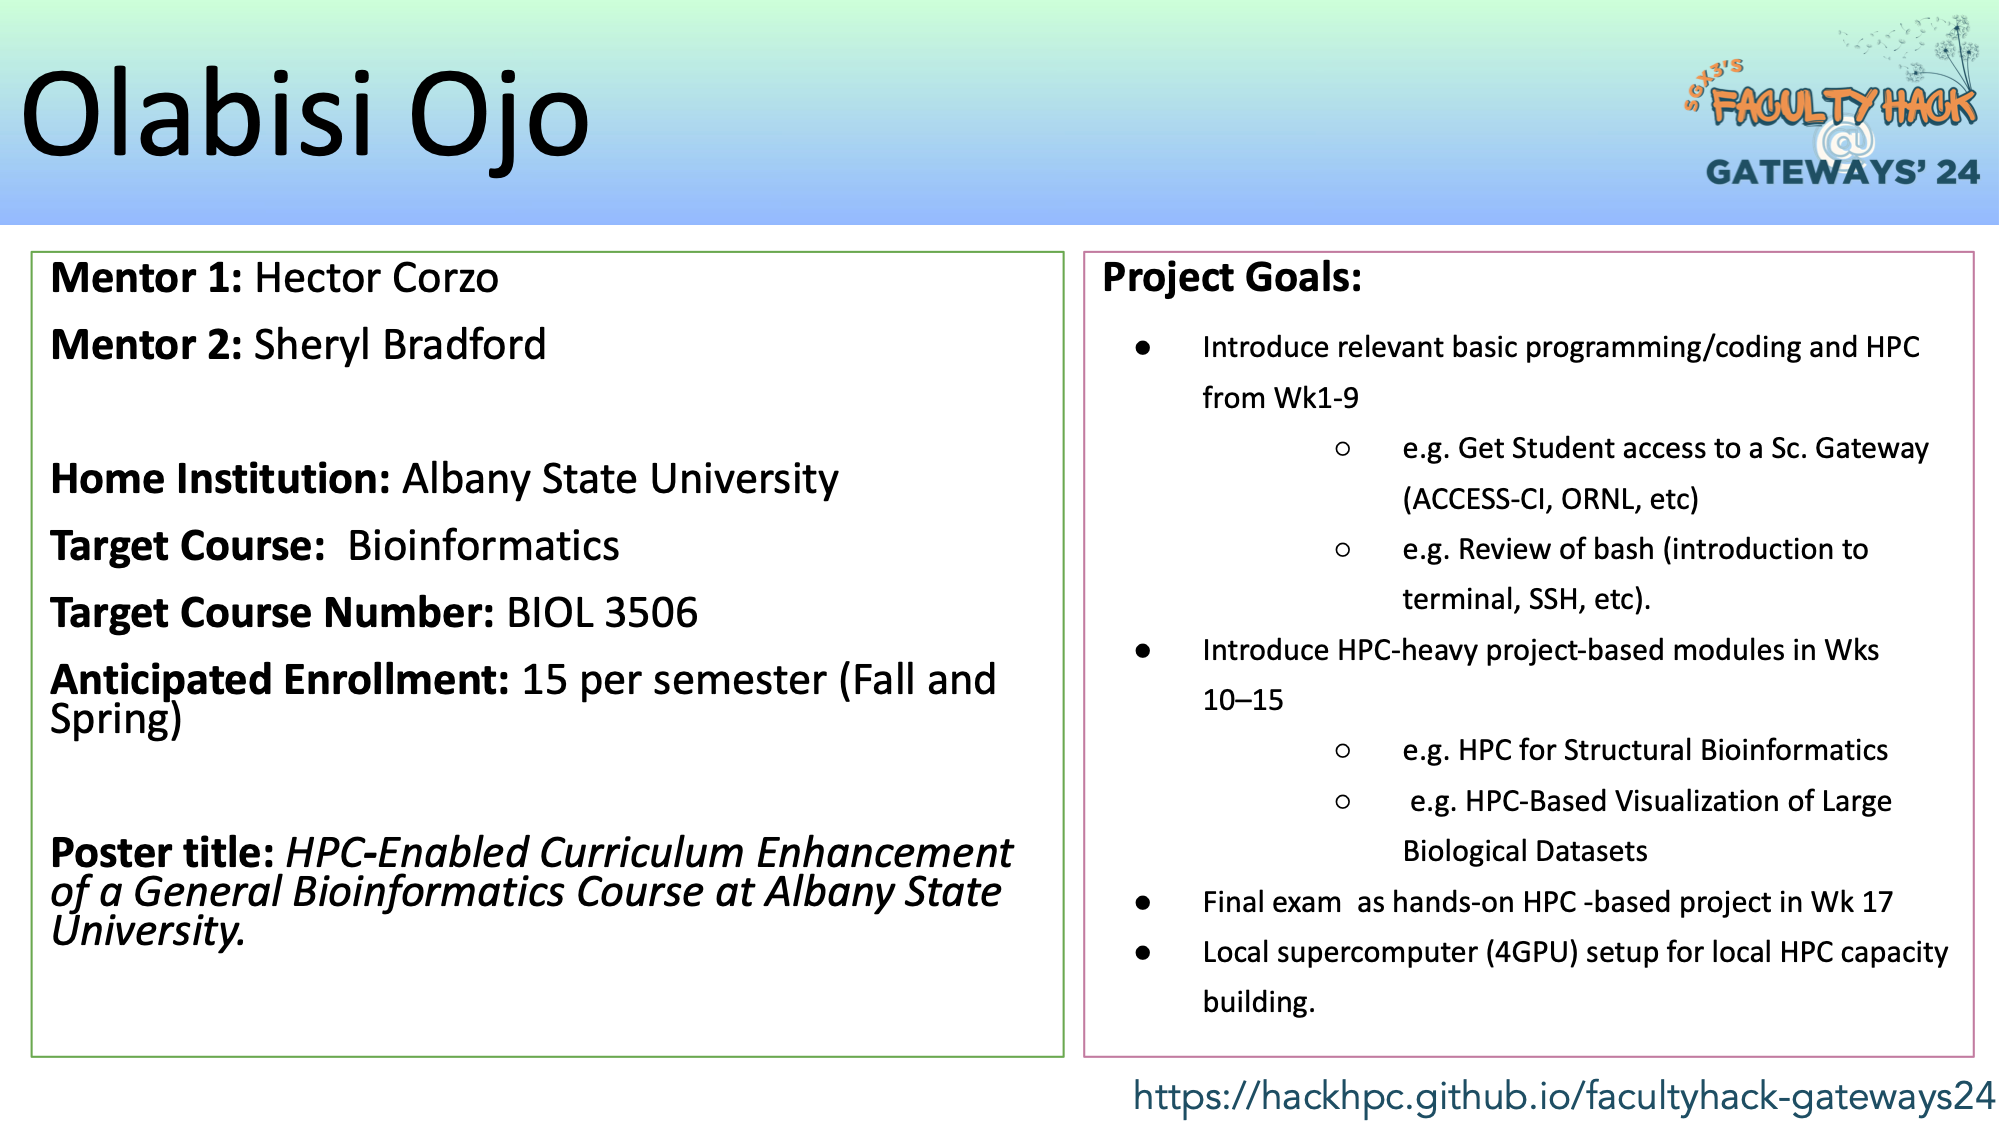 Olabisi Ojo
SGX3'S
FACULTY HACK
@
GATEWAYS' 24
Mentor 1: Hector Corzo
Mentor 2: Sheryl Bradford
Home Institution: Albany State University
Target Course:  Bioinformatics
Target Course Number: BIOL 3506
Anticipated Enrollment: 15 per semester (Fall and
Spring)
Poster title: HPC-Enabled Curriculum Enhancement
of a General Bioinformatics Course at Albany State
University.
Project Goals:
● Introduce relevant basic programming/coding and HPC
from Wk1-9
○ e.g. Get Student access to a Sc. Gateway
(ACCESS-CI, ORNL, etc)
○ e.g. Review of bash (introduction to
terminal, SSH, etc).
● Introduce HPC-heavy project-based modules in Wks
10–15
○ e.g. HPC for Structural Bioinformatics
○ e.g. HPC-Based Visualization of Large
Biological Datasets
● Final exam  as hands-on HPC -based project in Wk 17
● Local supercomputer (4GPU) setup for local HPC capacity
building.
https://hackhpc.github.io/facultyhack-gateways24